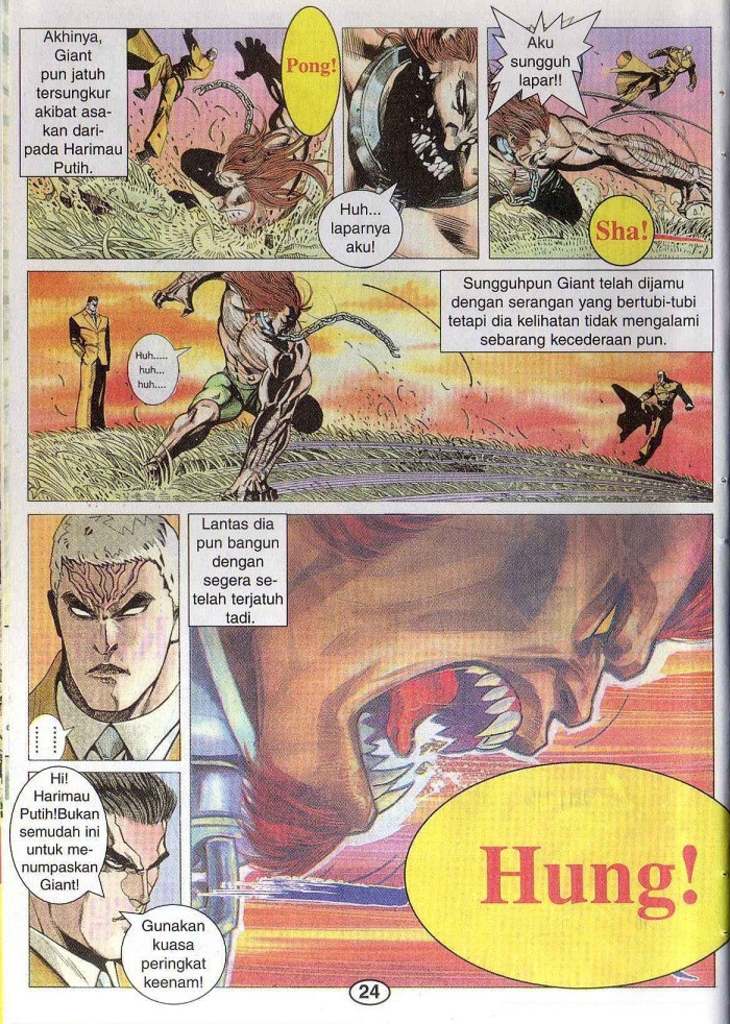 Akhinya,
Giant
pun jatuh
tersungkur
akibat asa-
kan dari-
pada Harimau
Putih.
Pong!
Huh...
laparnya
aku!
Aku
sungguh
lapar!!
Sha!
Huh.....
huh...
huh....
Sungguhpun Giant telah dijamu
dengan serangan yang bertubi-tubi
tetapi dia kelihatan tidak mengalami
sebarang kecederaan pun.
Lantas dia
pun bangun
dengan
segera se-
telah terjatuh
tadi.
Hi!
Harimau
Putih!Bukan
semudah ini
untuk me-
numpaskan
Giant!
Gunakan
kuasa
peringkat
keenam!
Hung!
24